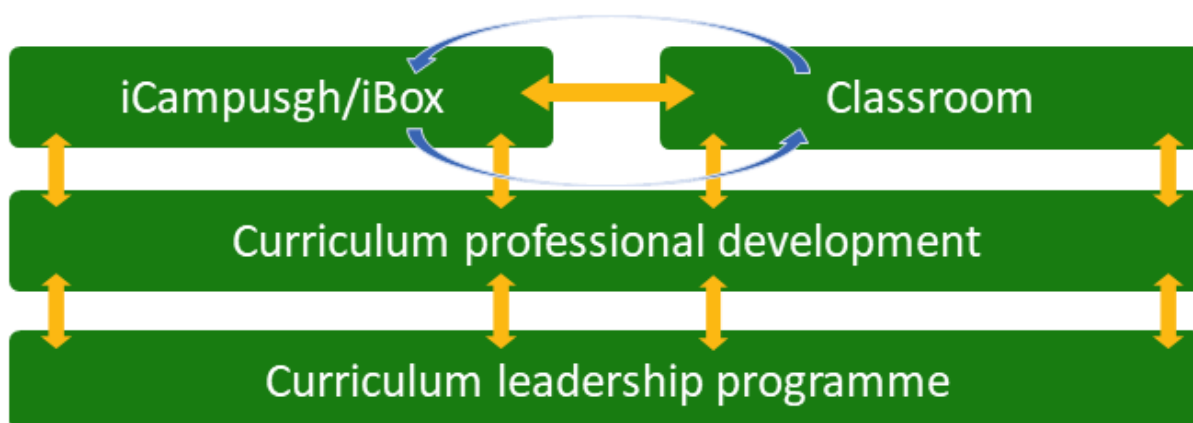 iCampusgh/iBox
Classroom
Curriculum professional development
Curriculum leadership programme